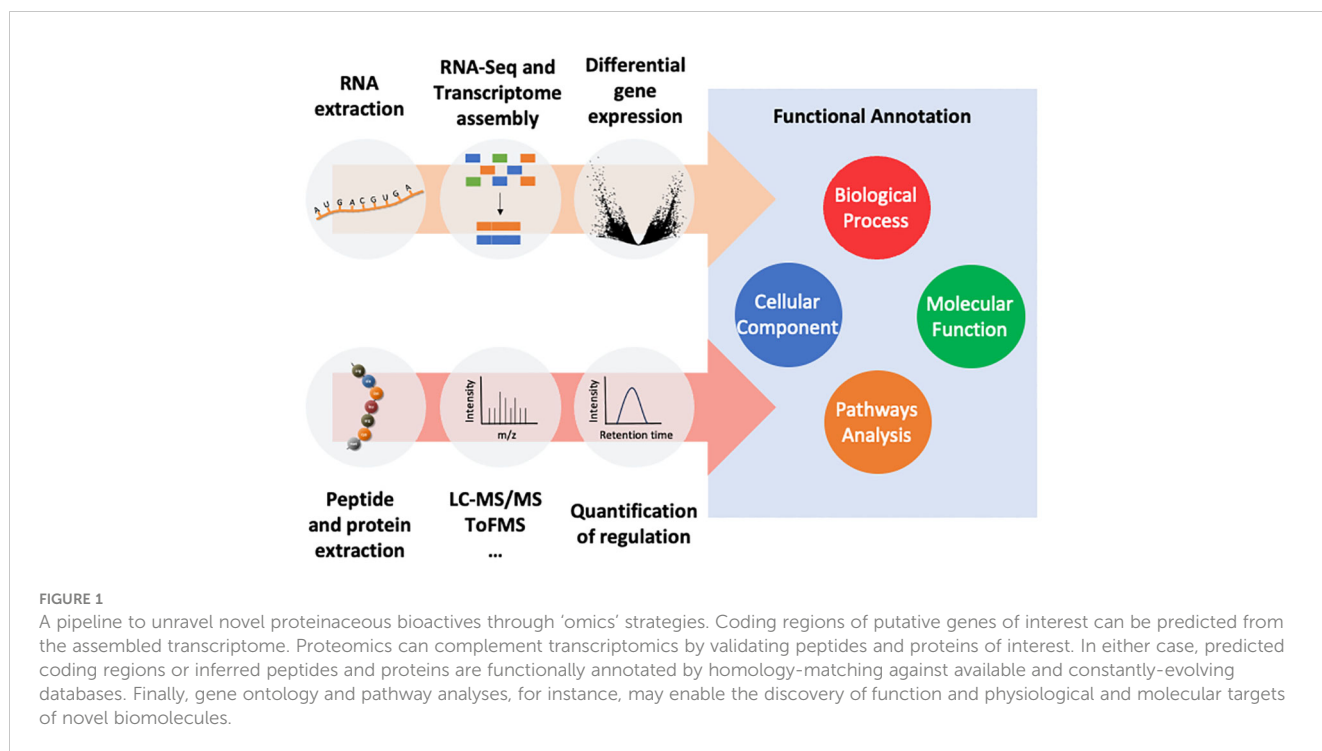 RNA
extraction
RNA-Seq and
Transcriptome
assembly
Differential
gene
expression
Functional Annotation
A U G A C G U G A
Biological
Process
Cellular
Component
Molecular
Function
Pathways
Analysis
Intensity
m/z
Intensity
Retention time
Peptide
and protein
extraction
LC-MS/MS
ToFMS
...
Quantification
of regulation
FIGURE 1
A pipeline to unravel novel proteinaceous bioactives through ‘omics’ strategies. Coding regions of putative genes of interest can be predicted from
the assembled transcriptome. Proteomics can complement transcriptomics by validating peptides and proteins of interest. In either case, predicted
coding regions or inferred peptides and proteins are functionally annotated by homology-matching against available and constantly-evolving
databases. Finally, gene ontology and pathway analyses, for instance, may enable the discovery of function and physiological and molecular targets
of novel biomolecules.